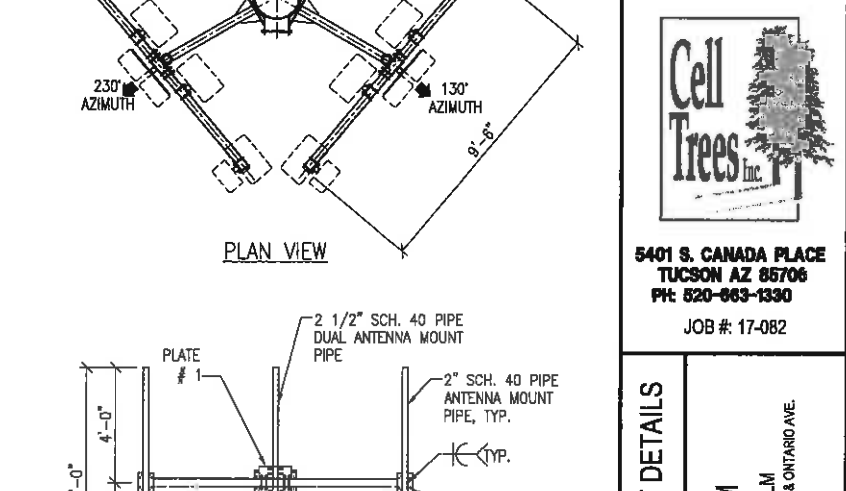 230°
AZIMUTH
130°
AZIMUTH
9'-6"
PLAN VIEW
PLATE
# 1
2 1/2" SCH. 40 PIPE
DUAL ANTENNA MOUNT
PIPE
2" SCH. 40 PIPE
ANTENNA MOUNT
PIPE, TYP.
TYP.
4'-0"
-0"
Cell
Trees Inc.
5401 S. CANADA PLACE
TUCSON AZ 85706
PH: 520-663-1330
JOB #: 17-082
DETAILS
& ONTARIO AVE.